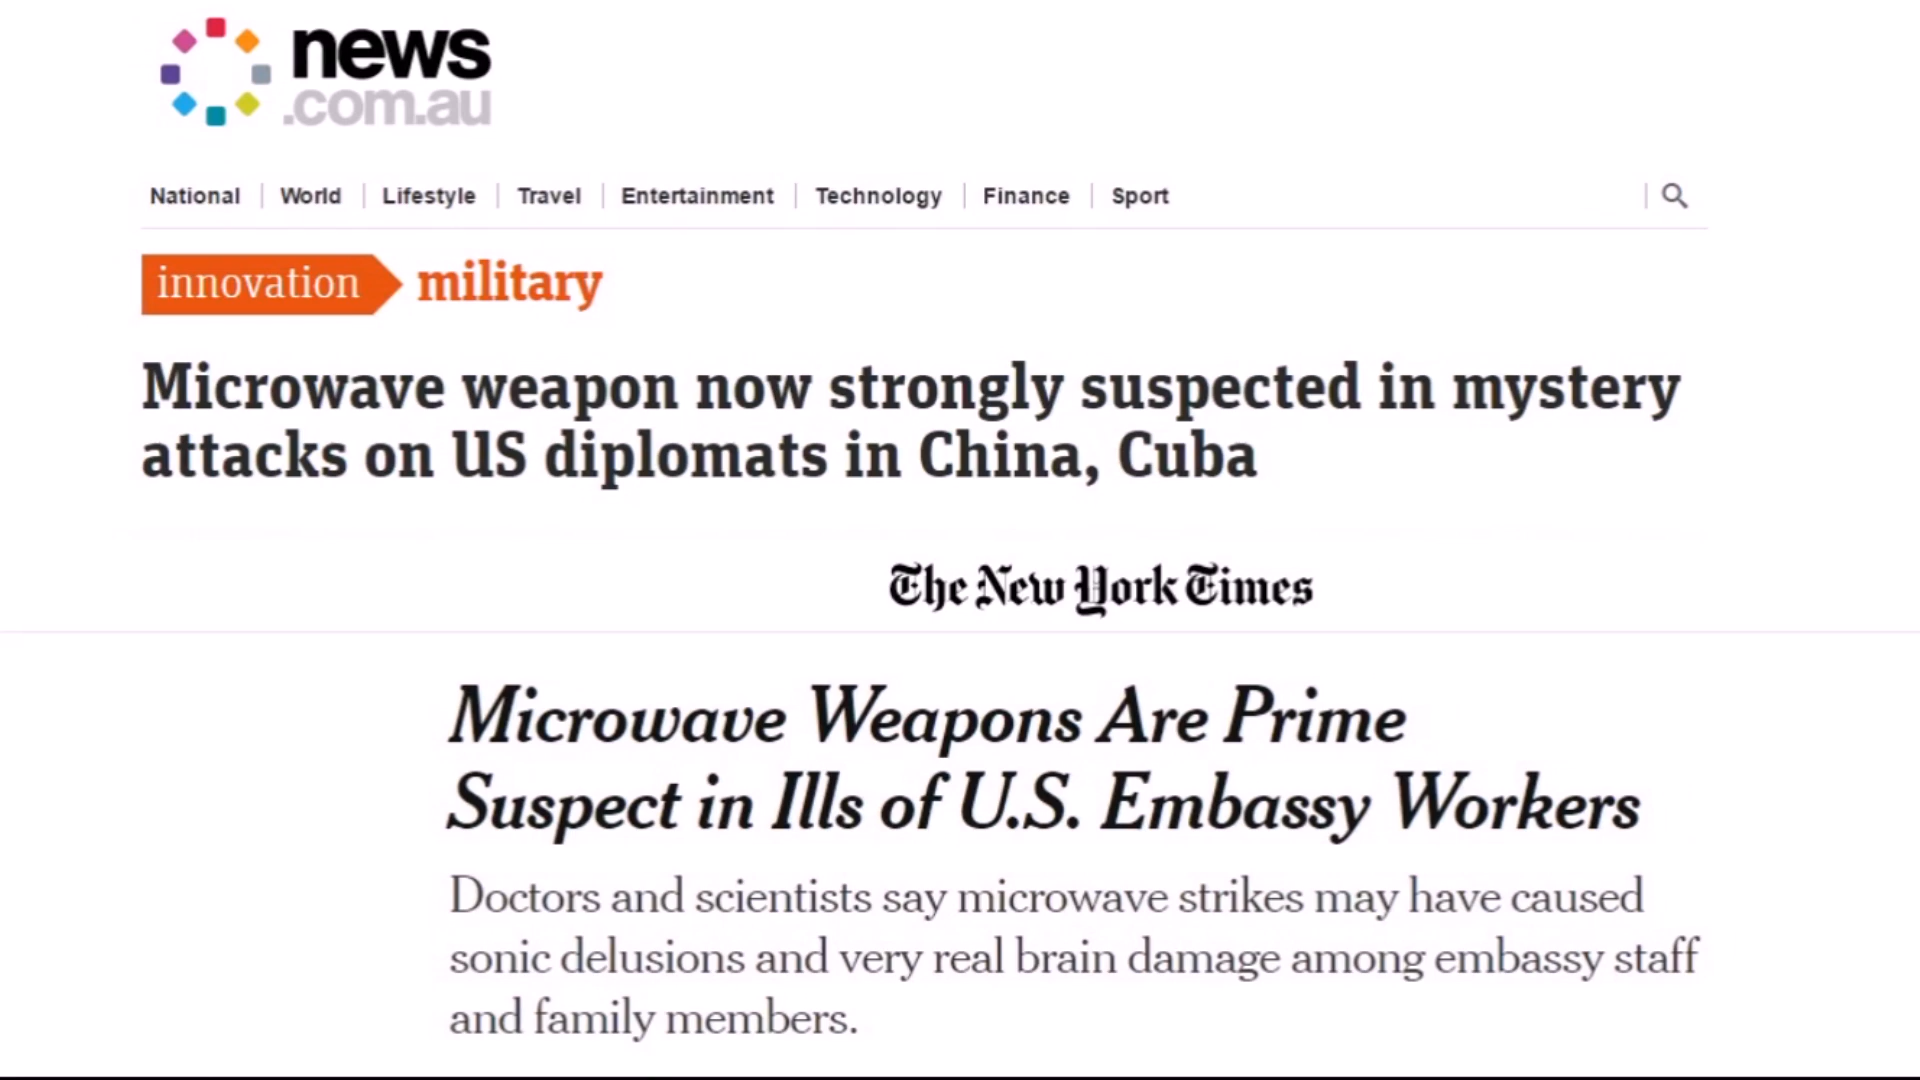 news
.com.au
National World Lifestyle Travel Entertainment Technology Finance Sport
innovation military
Microwave weapon now strongly suspected in mystery
attacks on US diplomats in China, Cuba
The New York Times
Microwave Weapons Are Prime
Suspect in Ills of U.S. Embassy Workers
Doctors and scientists say microwave strikes may have caused
sonic delusions and very real brain damage among embassy staff
and family members.